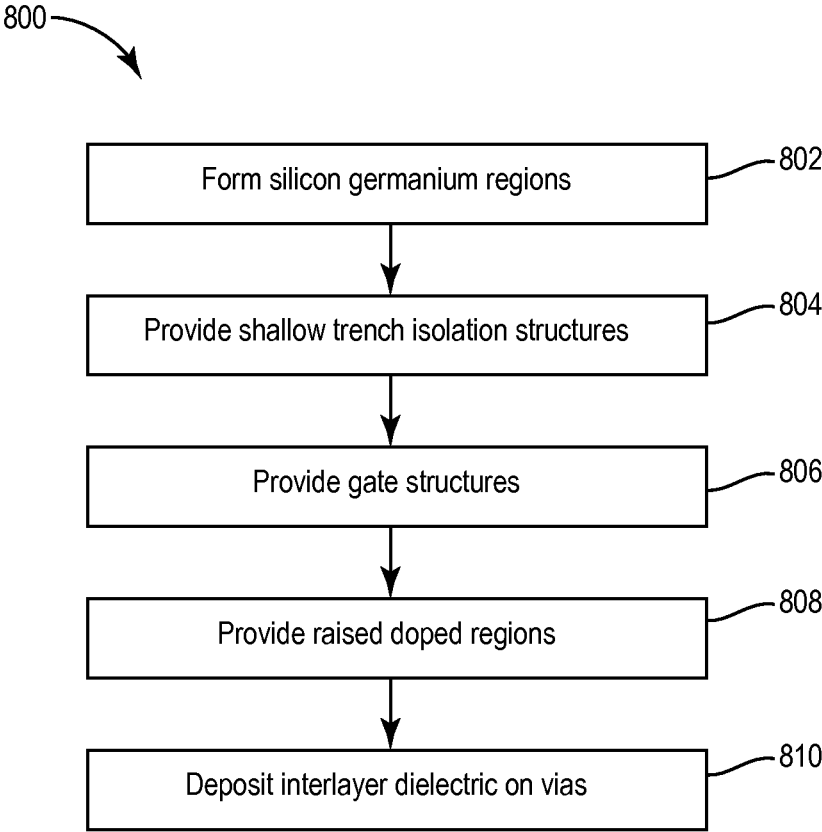 800
Form silicon germanium regions
802
Provide shallow trench isolation structures
804
Provide gate structures
806
Provide raised doped regions
808
Deposit interlayer dielectric on vias
810